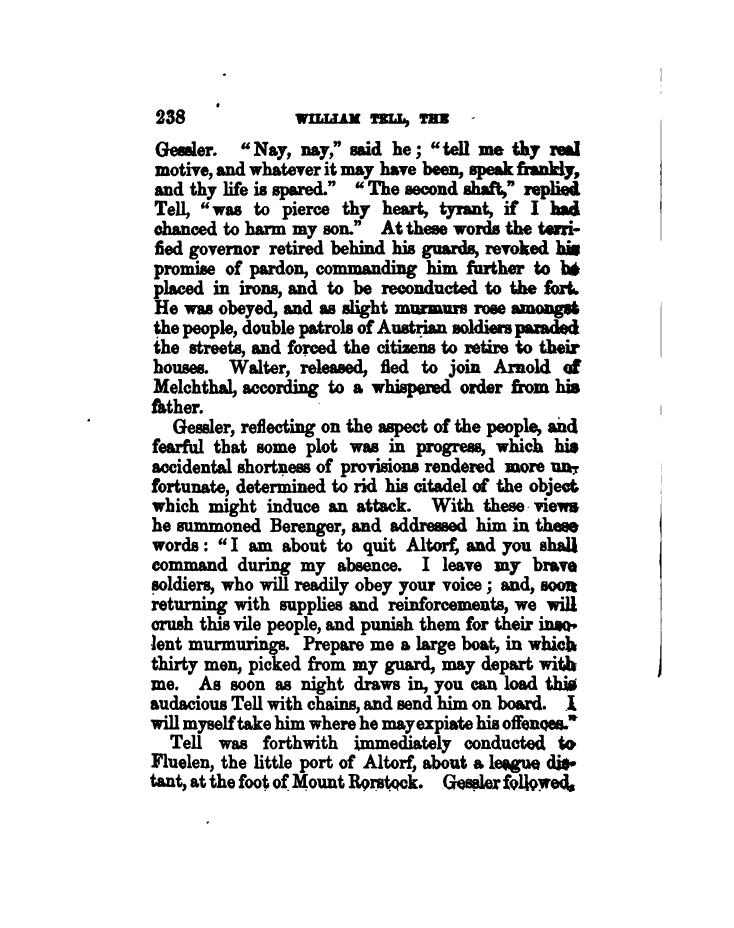 238 WILLIAM TELL, THE
Gessler. “Nay, nay,” said he; “tell me thy real
motive, and whatever it may have been, speak frankly,
and thy life is spared.” “The second shaft,” replied
Tell, “was to pierce thy heart, tyrant, if I had
chanced to harm my son.” At these words the terri-
fied governor retired behind his guards, revoked his
promise of pardon, commanding him further to be
placed in irons, and to be reconducted to the fort.
He was obeyed, and as slight murmurs rose amongst
the people, double patrols of Austrian soldiers paraded
the streets, and forced the citizens to retire to their
houses. Walter, released, fled to join Arnold of
Melchthal, according to a whispered order from his
father.
Gessler, reflecting on the aspect of the people, and
fearful that some plot was in progress, which his
accidental shortness of provisions rendered more un-
fortunate, determined to rid his citadel of the object
which might induce an attack. With these views
he summoned Berenger, and addressed him in these
words: “I am about to quit Altorf, and you shall
command during my absence. I leave my brave
soldiers, who will readily obey your voice; and, soon
returning with supplies and reinforcements, we will
crush this vile people, and punish them for their inso-
lent murmurings. Prepare me a large boat, in which
thirty men, picked from my guard, may depart with
me. As soon as night draws in, you can load this
audacious Tell with chains, and send him on board. I
will myself take him where he may expiate his offences.”
Tell was forthwith immediately conducted to
Fluelen, the little port of Altorf, about a league dis-
tant, at the foot of Mount Rorstock. Gessler followed,